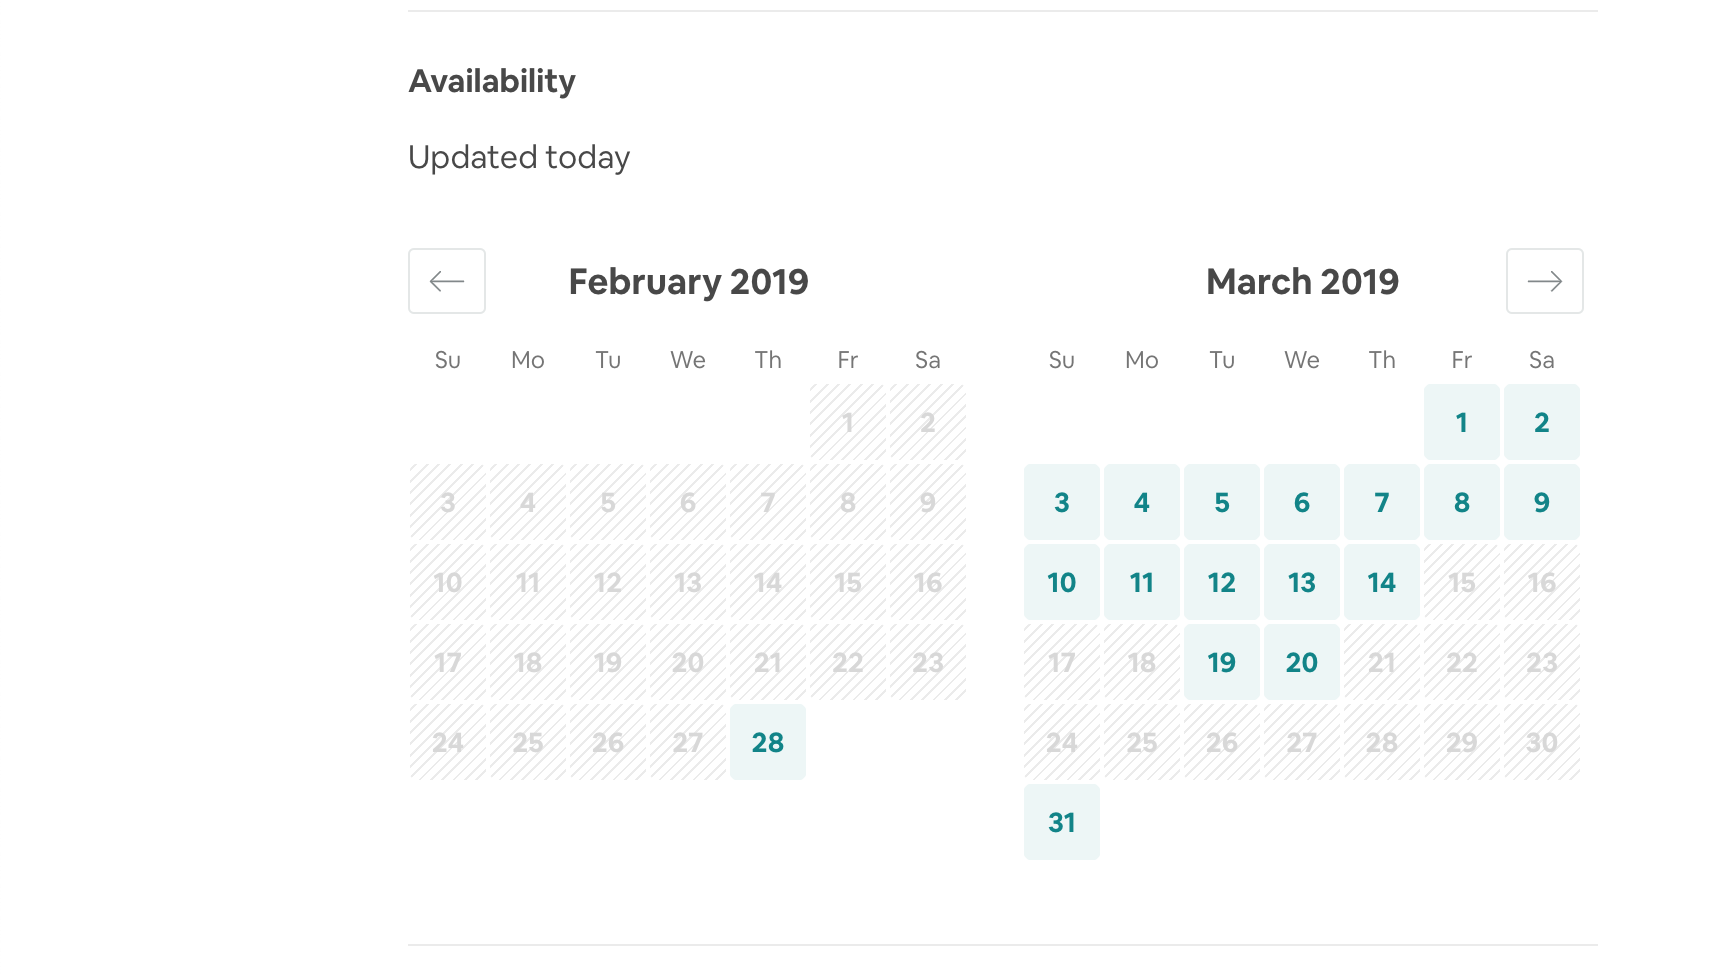 Availability
Updated today
February 2019
Su Mo Tu We Th Fr Sa
1 2
3 4 5 6 7 8 9
10 11 12 13 14 15 16
17 18 19 20 21 22 23
24 25 26 27 28
March 2019
Su Mo Tu We Th Fr Sa
1 2
3 4 5 6 7 8 9
10 11 12 13 14 15 16
17 18 19 20 21 22 23
24 25 26 27 28 29 30
31